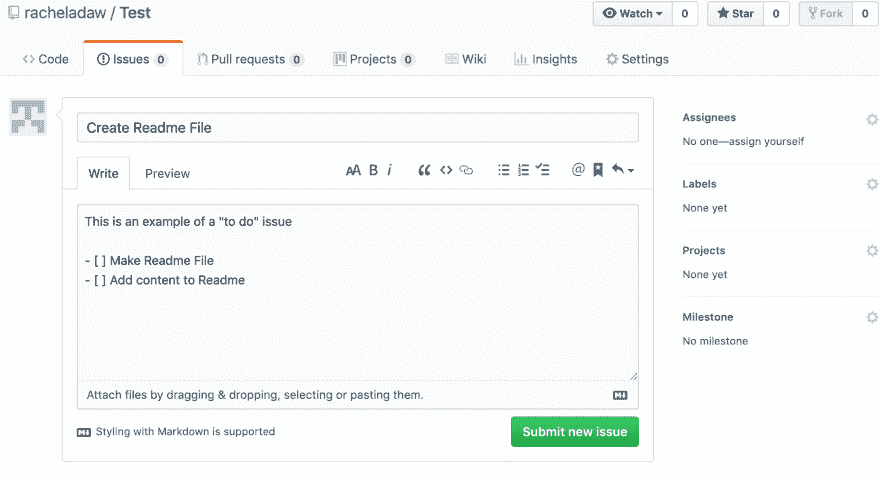 racheladaw / Test
Watch 0 Star 0 Fork 0
Code Issues 0 Pull requests 0 Projects 0 Wiki Insights Settings
Create Readme File
Write Preview
This is an example of a "to do" issue
- [ ] Make Readme File
- [ ] Add content to Readme
Attach files by dragging & dropping, selecting or pasting them.
Styling with Markdown is supported
Submit new issue
Assignees
No one—assign yourself
Labels
None yet
Projects
None yet
Milestone
No milestone